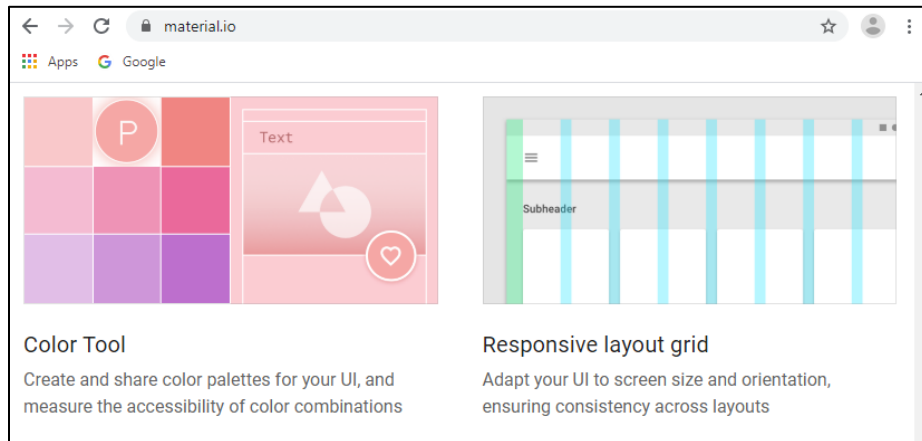 material.io
Apps Google
P
Text
Subheader
Color Tool
Create and share color palettes for your UI, and
measure the accessibility of color combinations
Responsive layout grid
Adapt your UI to screen size and orientation,
ensuring consistency across layouts